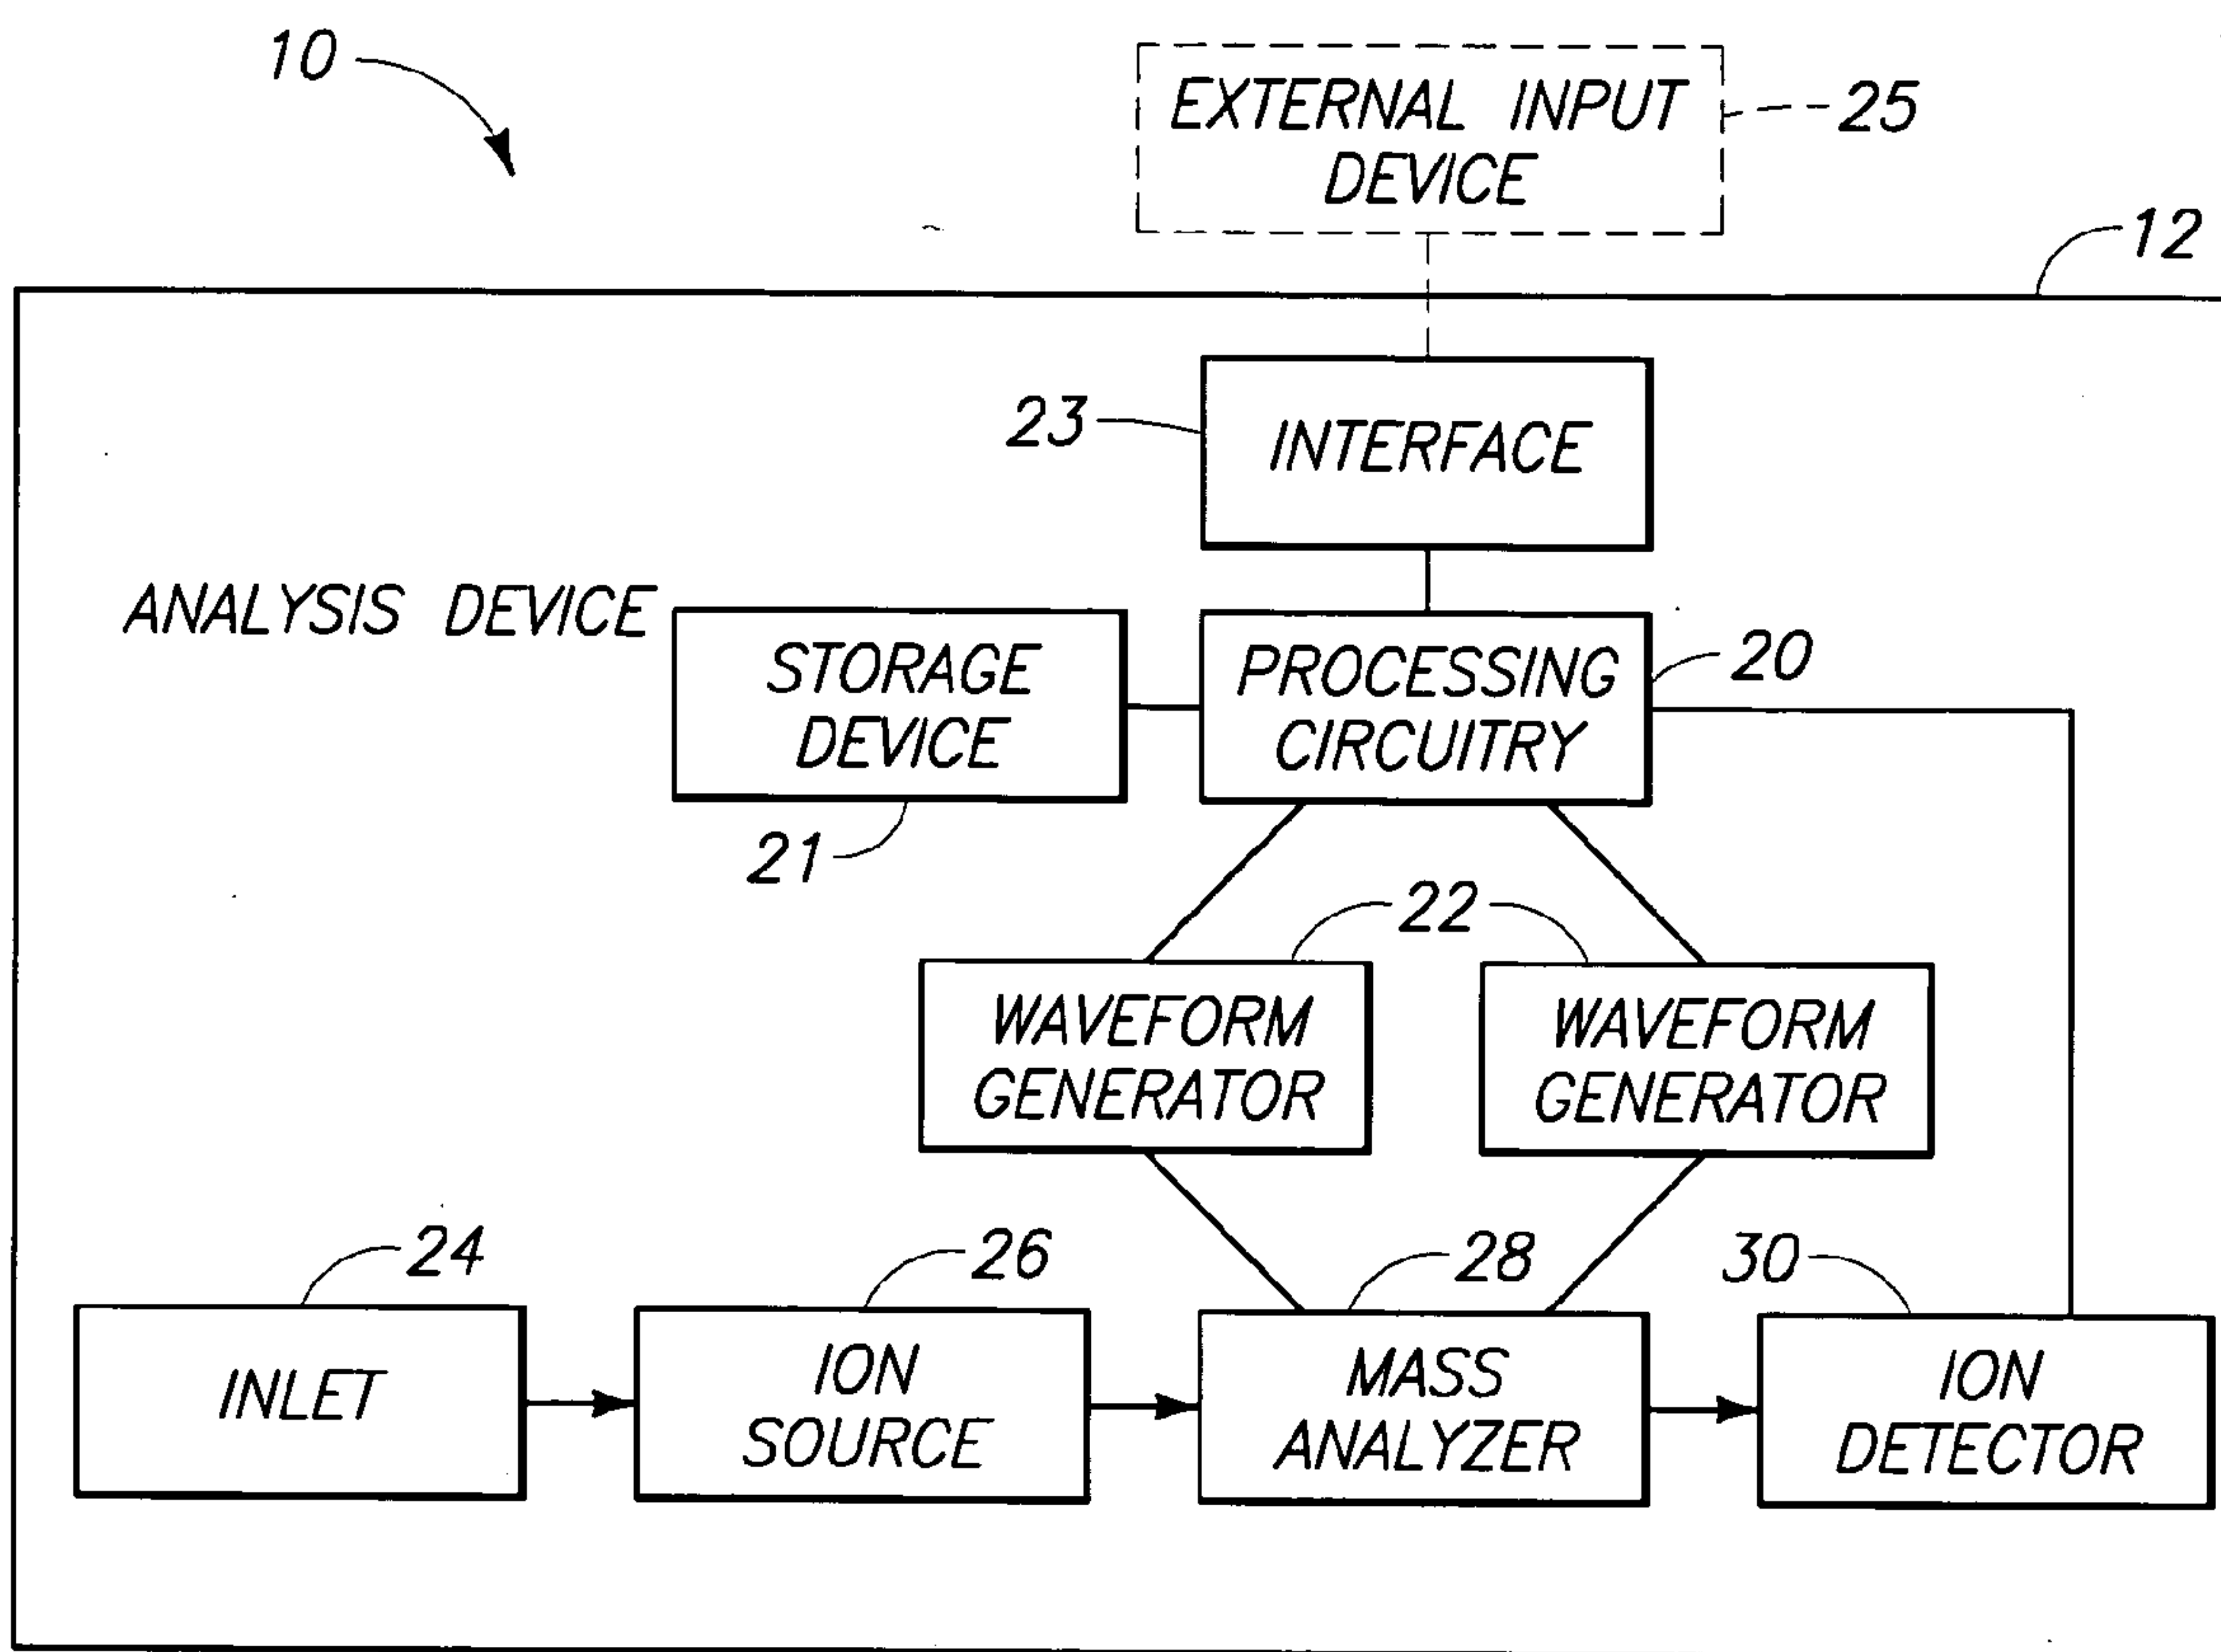 10
EXTERNAL INPUT
DEVICE
25
12
23
INTERFACE
ANALYSIS DEVICE
STORAGE
DEVICE
21
PROCESSING
CIRCUITRY
20
22
WAVEFORM
GENERATOR
WAVEFORM
GENERATOR
24
INLET
26
ION
SOURCE
28
MASS
ANALYZER
30
ION
DETECTOR